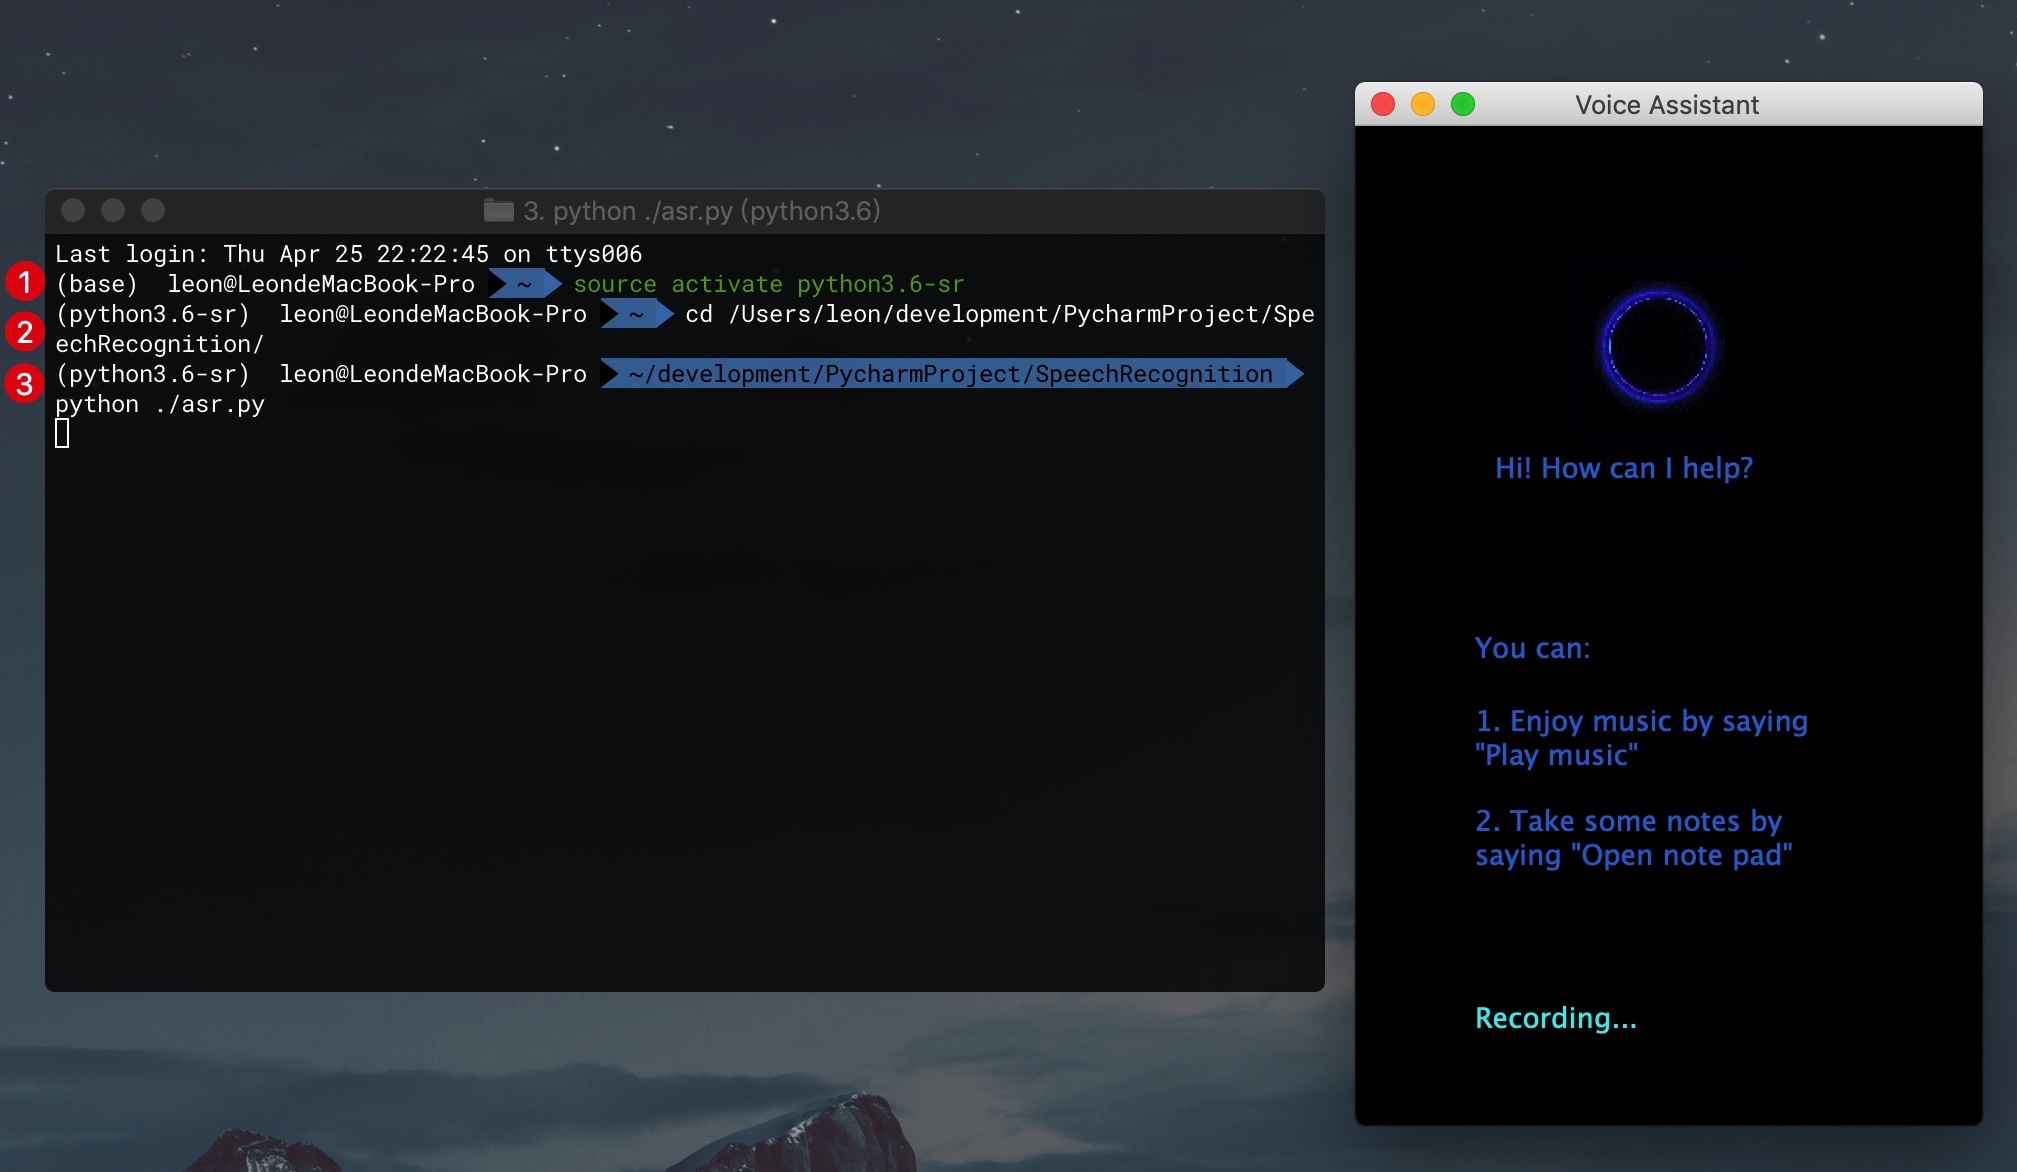 3. python ./asr.py (python3.6)
Last login: Thu Apr 25 22:22:45 on ttys006
1 (base) leon@LeondeMacBook-Pro ~ source activate python3.6-sr
2 (python3.6-sr) leon@LeondeMacBook-Pro ~ cd /Users/leon/development/PycharmProject/Spe
echRecognition/
3 (python3.6-sr) leon@LeondeMacBook-Pro ~/development/PycharmProject/SpeechRecognition
python ./asr.py
Voice Assistant
Hi! How can I help?
You can:
1. Enjoy music by saying
"Play music"
2. Take some notes by
saying "Open note pad"
Recording...